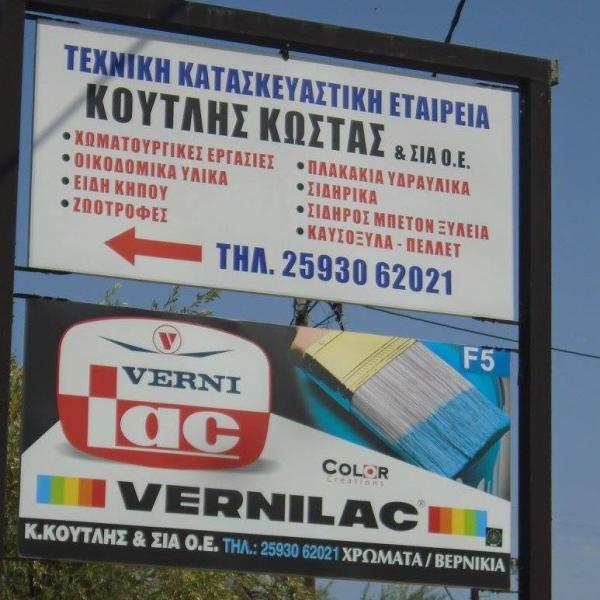 ΤΕΧΝΙΚΗ ΚΑΤΑΣΚΕΥΑΣΤΙΚΗ ΕΤΑΙΡΕΙΑ
ΚΟΥΤΛΗΣ ΚΩΣΤΑΣ & ΣΙΑ Ο.Ε.
• ΧΩΜΑΤΟΥΡΓΙΚΕΣ ΕΡΓΑΣΙΕΣ
• ΟΙΚΟΔΟΜΙΚΑ ΥΛΙΚΑ
• ΕΙΔΗ ΚΗΠΟΥ
• ΖΩΟΤΡΟΦΕΣ
• ΠΛΑΚΑΚΙΑ ΥΔΡΑΥΛΙΚΑ
• ΣΙΔΗΡΙΚΑ
• ΣΙΔΗΡΟΣ ΜΠΕΤΟΝ ΞΥΛΕΙΑ
• ΚΑΥΣΟΞΥΛΑ - ΠΕΛΛΕΤ
ΤΗΛ. 25930 62021
V
VERNI
lac
F5
COLOR
Creations
VERNILAC®
Κ.ΚΟΥΤΛΗΣ & ΣΙΑ Ο.Ε. ΤΗΛ.: 25930 62021 ΧΡΩΜΑΤΑ / ΒΕΡΝΙΚΙΑ